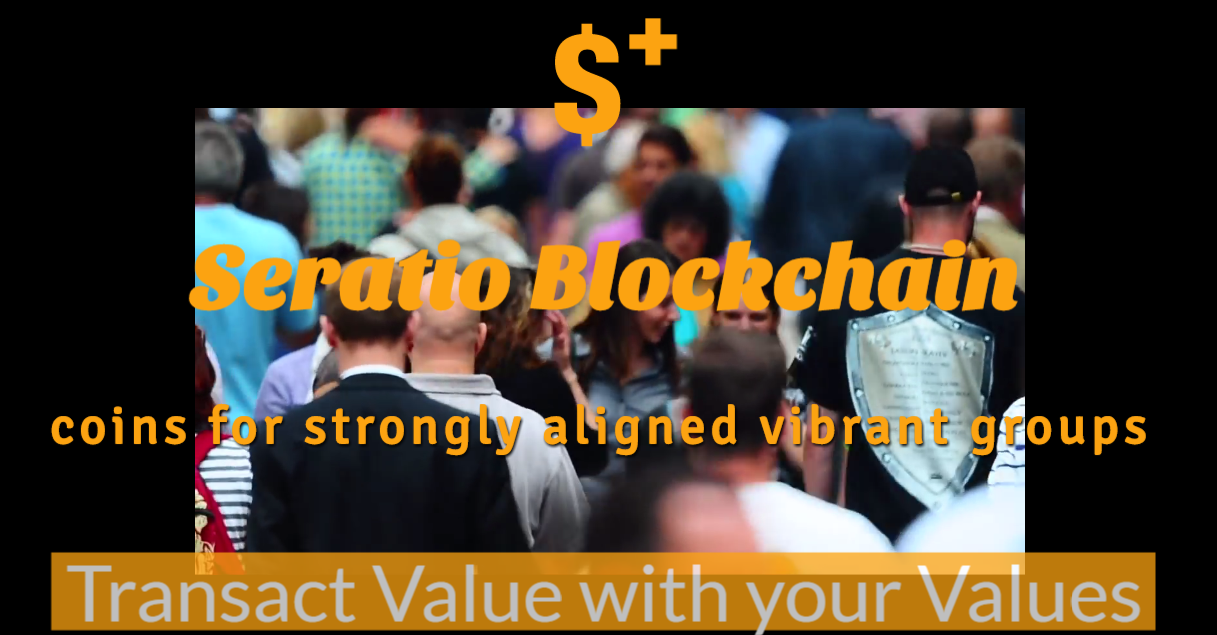 $+
Seratio Blockchain
coins for strongly aligned vibrant groups
Transact Value with your Values